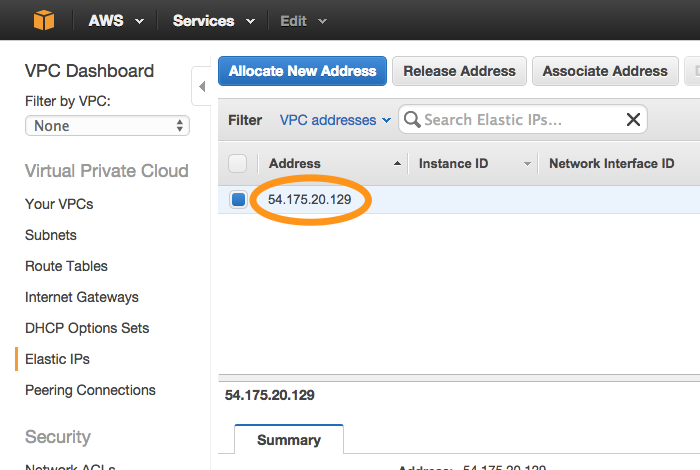 AWS Services Edit
VPC Dashboard
Filter by VPC:
None
Virtual Private Cloud
Your VPCs
Subnets
Route Tables
Internet Gateways
DHCP Options Sets
Elastic IPs
Peering Connections
Security
Network ACLs
Allocate New Address Release Address Associate Address
Filter VPC addresses Search Elastic IPs...
Address Instance ID Network Interface ID
54.175.20.129
54.175.20.129
Summary
Address: 54.175.20.129